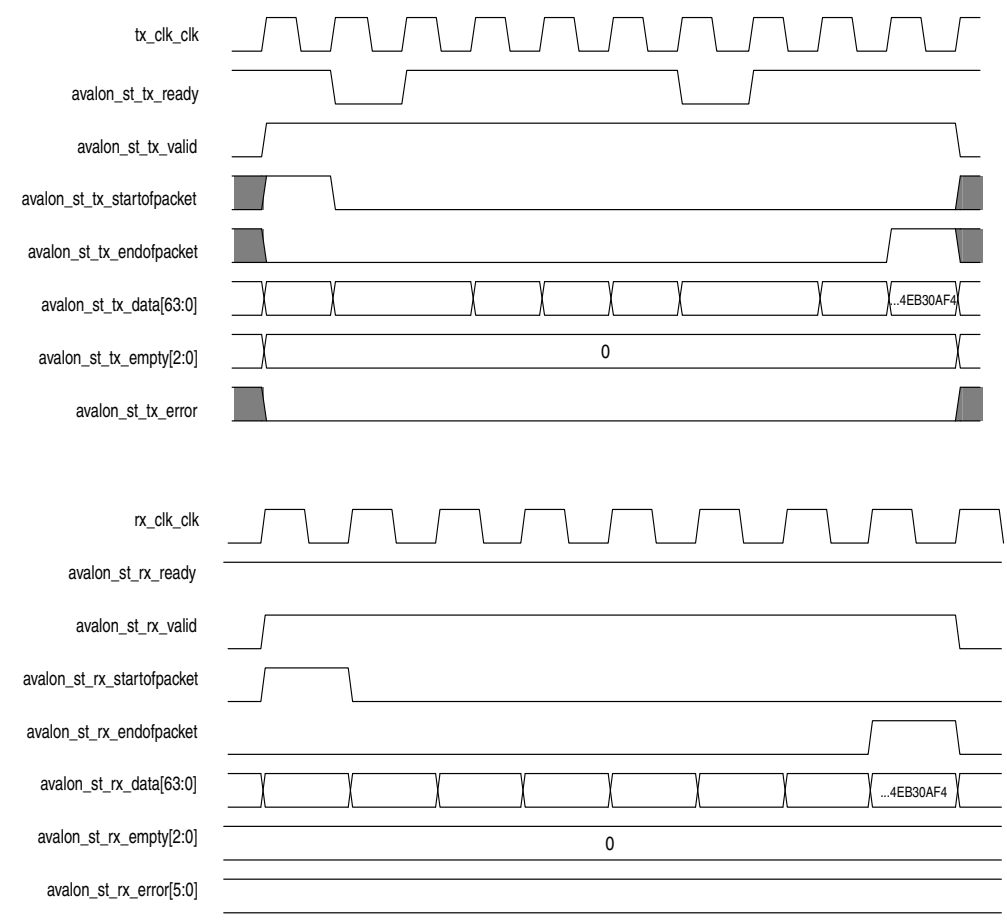 tx_clk_clk
avalon_st_tx_ready
avalon_st_tx_valid
avalon_st_tx_startofpacket
avalon_st_tx_endofpacket
avalon_st_tx_data[63:0]
...4EB30AF4
avalon_st_tx_empty[2:0]
0
avalon_st_tx_error
rx_clk_clk
avalon_st_rx_ready
avalon_st_rx_valid
avalon_st_rx_startofpacket
avalon_st_rx_endofpacket
avalon_st_rx_data[63:0]
...4EB30AF4
avalon_st_rx_empty[2:0]
0
avalon_st_rx_error[5:0]